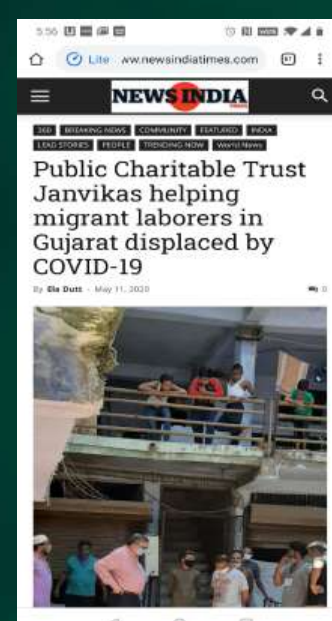 5:56
Lite ww.newsindiatimes.com
NEWS INDIA
360 BREAKING NEWS COMMUNITY FEATURED INDIA
LEAD STORIES PEOPLE TRENDING NOW World News
Public Charitable Trust
Janvikas helping
migrant laborers in
Gujarat displaced by
COVID-19
By Ela Dutt - May 11, 2020 0